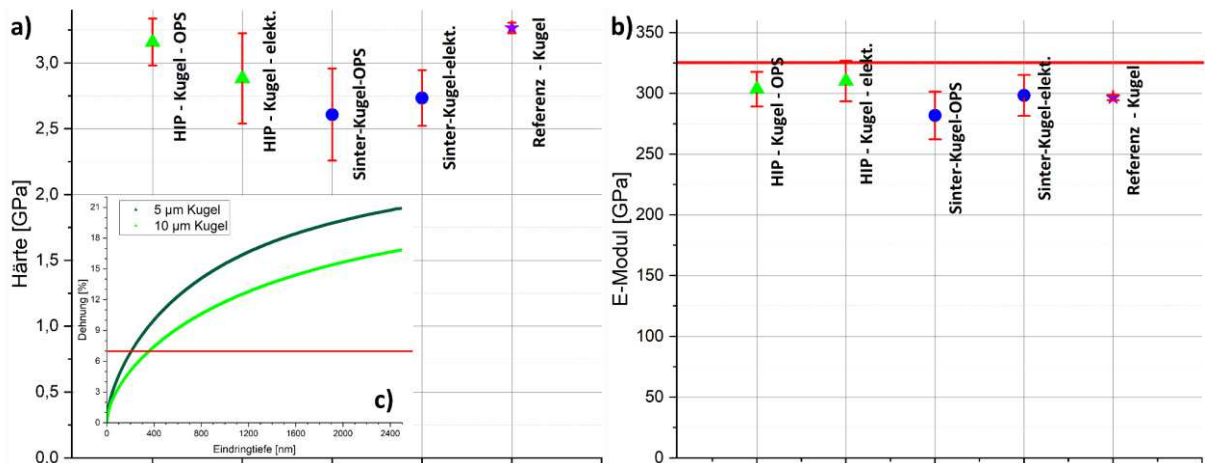 a)
Härte [GPa]
3,0
2,5
2,0
1,5
1,0
0,5
0,0
HIP - Kugel - OPS
HIP - Kugel - elekt.
Sinter-Kugel-OPS
Sinter-Kugel-elekt.
Referenz - Kugel
5 µm Kugel
10 µm Kugel
Dehnung [%]
21
18
15
12
9
6
3
0
0
400
800
1200
1600
2000
2400
Eindringtiefe [nm]
c)
b)
E-Modul [GPa]
350
300
250
200
150
100
50
0
HIP - Kugel - OPS
HIP - Kugel - elekt.
Sinter-Kugel-OPS
Sinter-Kugel-elekt.
Referenz - Kugel